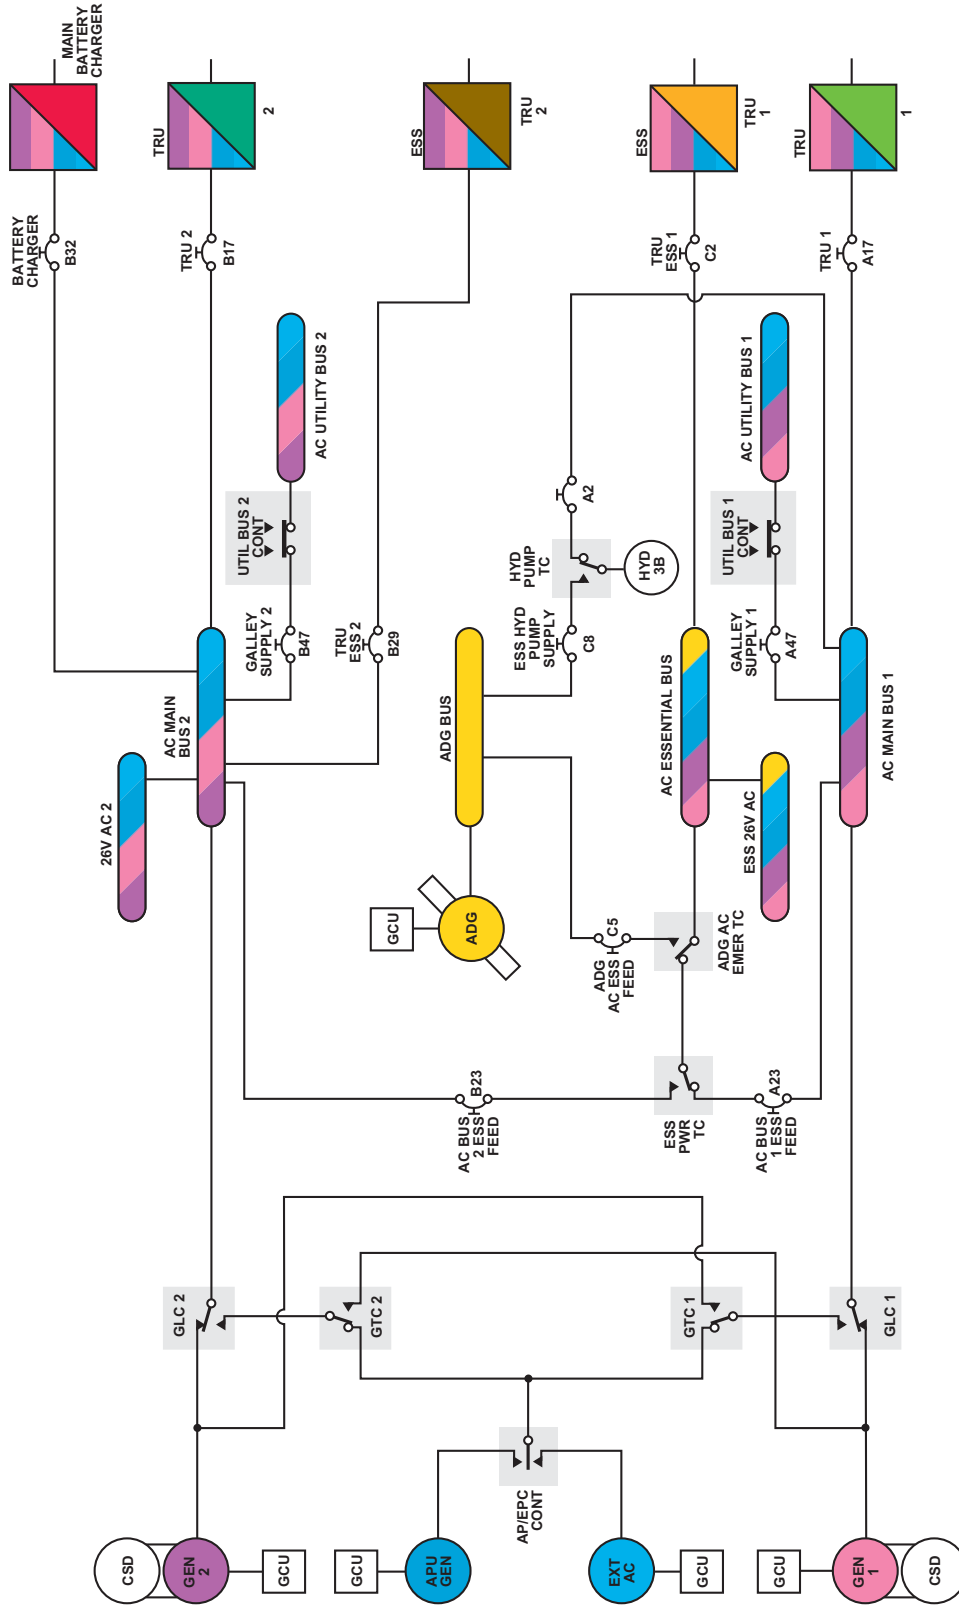 MAIN
BATTERY
CHARGER
TRU
2
ESS
TRU
2
ESS
TRU
1
TRU
1
BATTERY
CHARGER
B32
TRU 2
B17
TRU
ESS 1
C2
TRU 1
A17
AC UTILITY BUS 2
AC UTILITY BUS 1
UTIL BUS 2
CONT
A2
HYD
PUMP
TC
HYD
3B
UTIL BUS 1
CONT
GALLEY
SUPPLY 2
B47
TRU
ESS 2
B29
ESS HYD
PUMP
SUPPLY
C8
GALLEY
SUPPLY 1
A47
26V AC 2
AC MAIN
BUS 2
ADG BUS
AC ESSENTIAL BUS
ESS 26V AC
AC MAIN BUS 1
GCU
ADG
ADG
AC ESS
FEED
C5
ADG AC
EMER TC
AC BUS
2 ESS
FEED
B23
ESS
PWR
TC
AC BUS
1 ESS
FEED
A23
GLC 2
GTC 2
GTC 1
GLC 1
AP/EPC
CONT
CSD
GEN
2
GCU
GCU
APU
GEN
EXT
AC
GCU
GCU
GEN
1
CSD